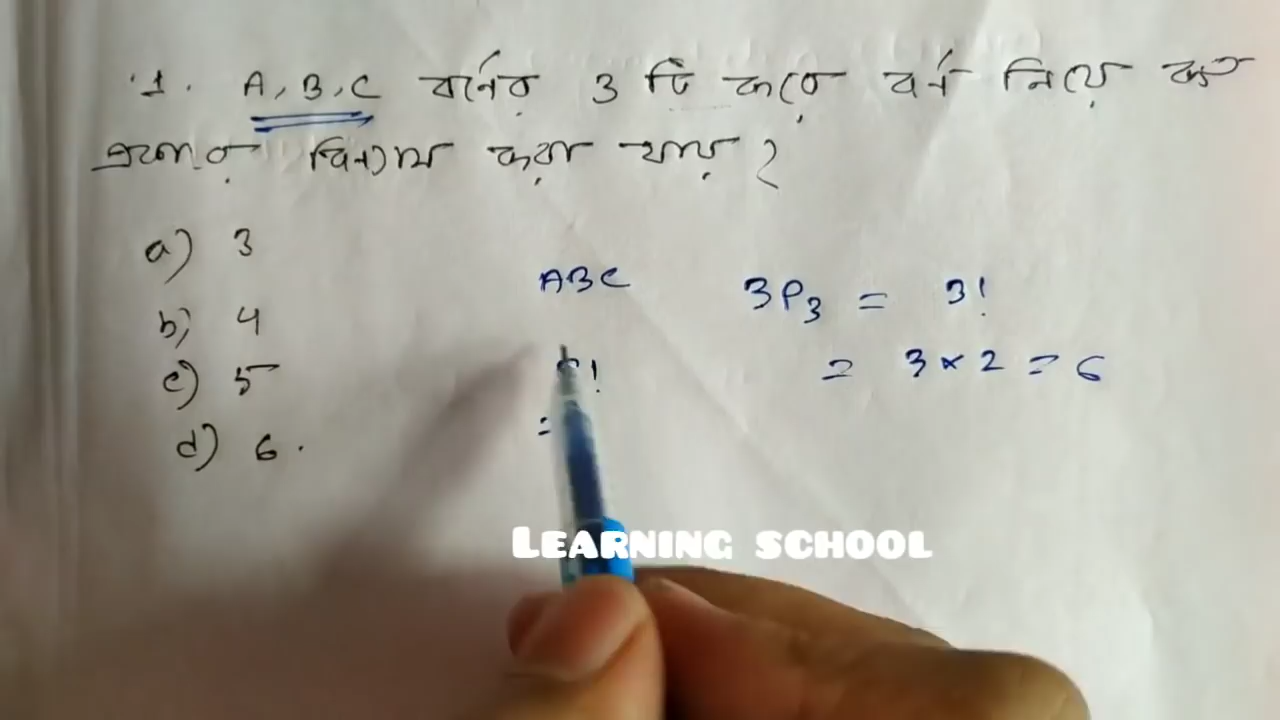 1. A, B, C বর্নের 3 টি করে বর্ণ নিয়ে কত
প্রকারে বিন্যাস করা যায় ?
a) 3
b) 4
c) 5
d) 6.
ABC
!
=
3P3 = 3!
= 3 × 2 = 6
LEARNING SCHOOL